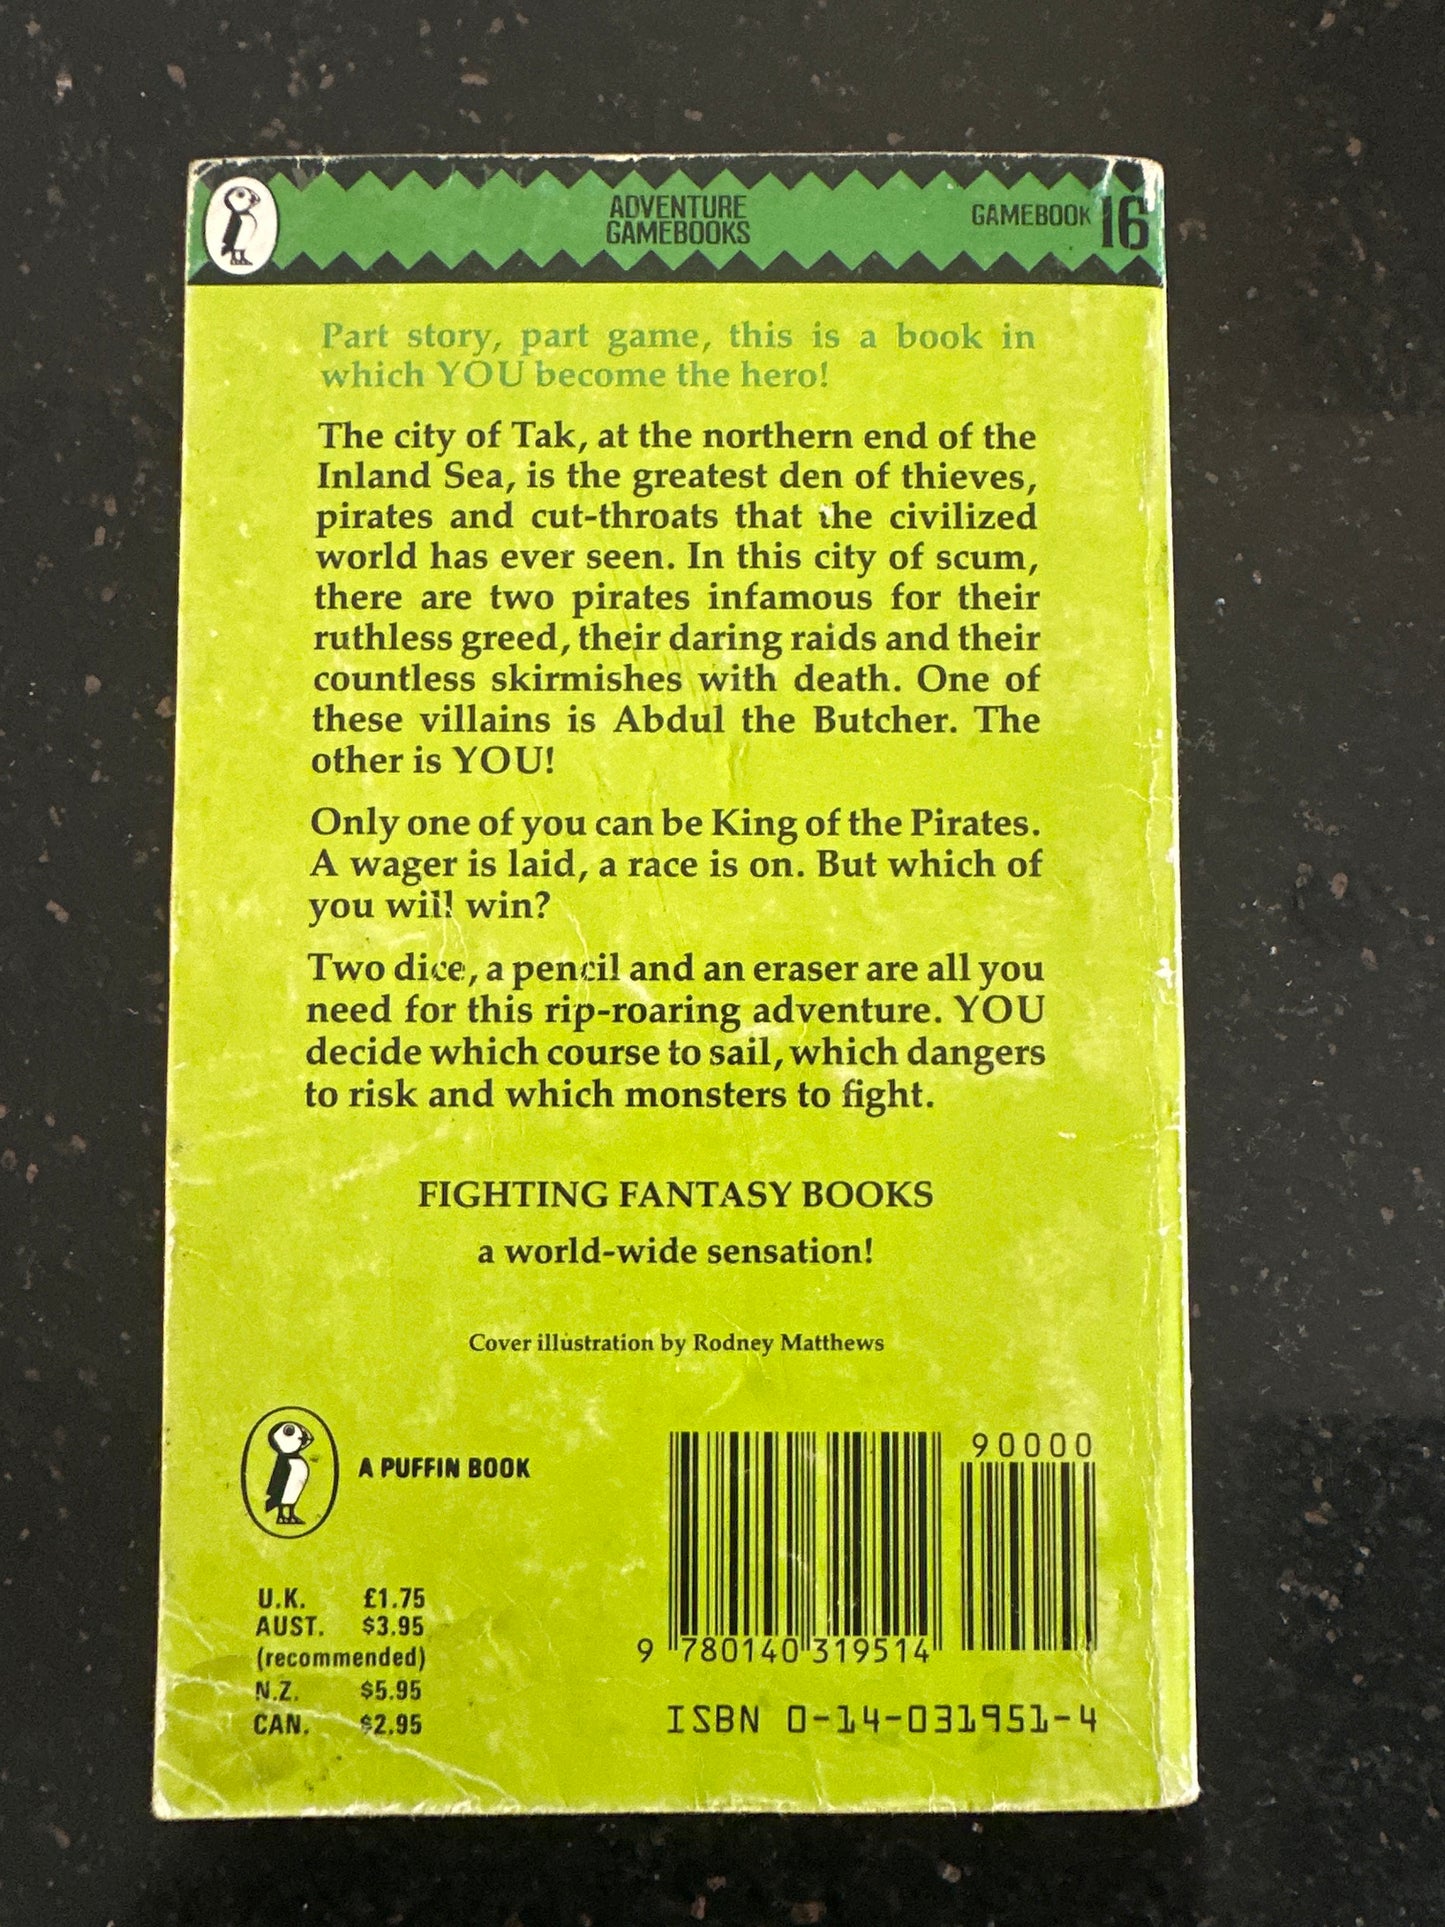 ADVENTURE
GAMEBOOKS
GAMEBOOK 16
Part story, part game, this is a book in
which YOU become the hero!
The city of Tak, at the northern end of the
Inland Sea, is the greatest den of thieves,
pirates and cut-throats that the civilized
world has ever seen. In this city of scum,
there are two pirates infamous for their
ruthless greed, their daring raids and their
countless skirmishes with death. One of
these villains is Abdul the Butcher. The
other is YOU!
Only one of you can be King of the Pirates.
A wager is laid, a race is on. But which of
you will win?
Two dice, a pencil and an eraser are all you
need for this rip-roaring adventure. YOU
decide which course to sail, which dangers
to risk and which monsters to fight.
FIGHTING FANTASY BOOKS
a world-wide sensation!
Cover illustration by Rodney Matthews
A PUFFIN BOOK
U.K. £1.75
AUST. $3.95
(recommended)
N.Z. $5.95
CAN. $2.95
90000
9 780140 319514
ISBN 0-14-031951-4